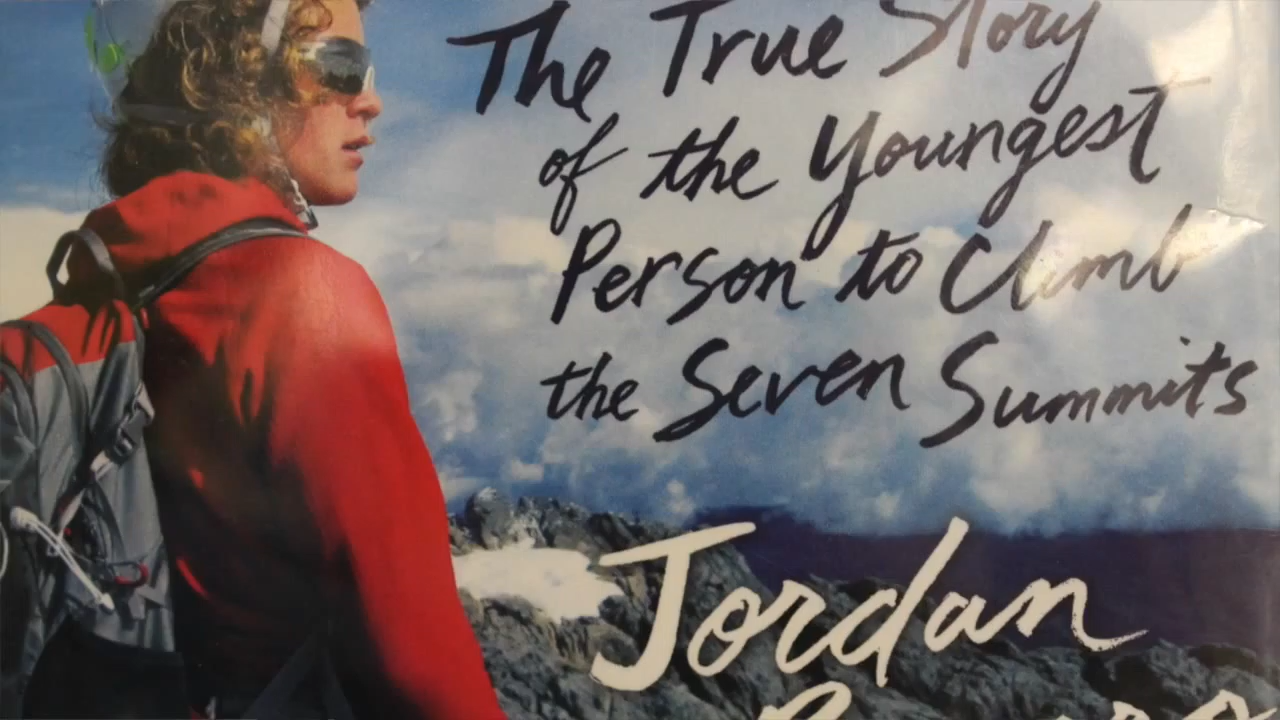 The True Story
of the Youngest
Person to Climb
the Seven Summits
Jordan